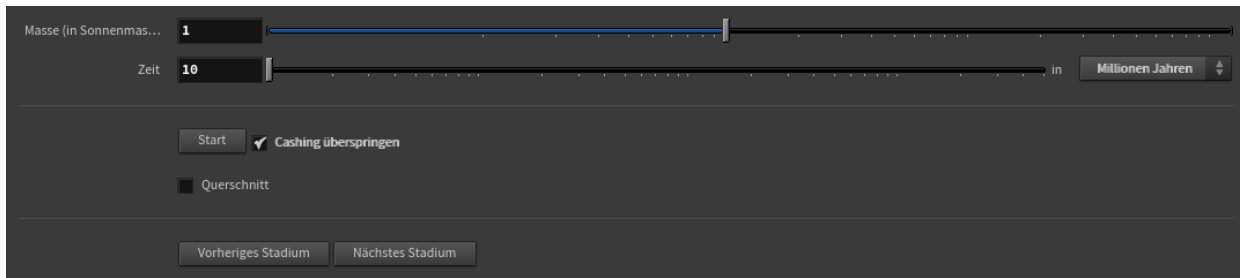 Masse (in Sonnenmas... 1
Zeit 10 in Millionen Jahren
Start Cashing überspringen
Querschnitt
Vorheriges Stadium Nächstes Stadium